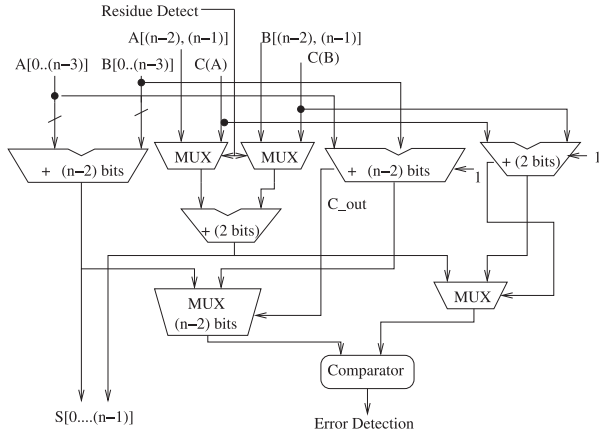 Residue Detect
A[(n−2), (n−1)]
B[(n−2), (n−1)]
A[0..(n−3)]
B[0..(n−3)]
C(A)
C(B)
+ (n−2) bits
MUX
MUX
+ (n−2) bits
1
+ (2 bits)
1
+ (2 bits)
C_out
MUX
(n−2) bits
MUX
Comparator
S[0....(n−1)]
Error Detection